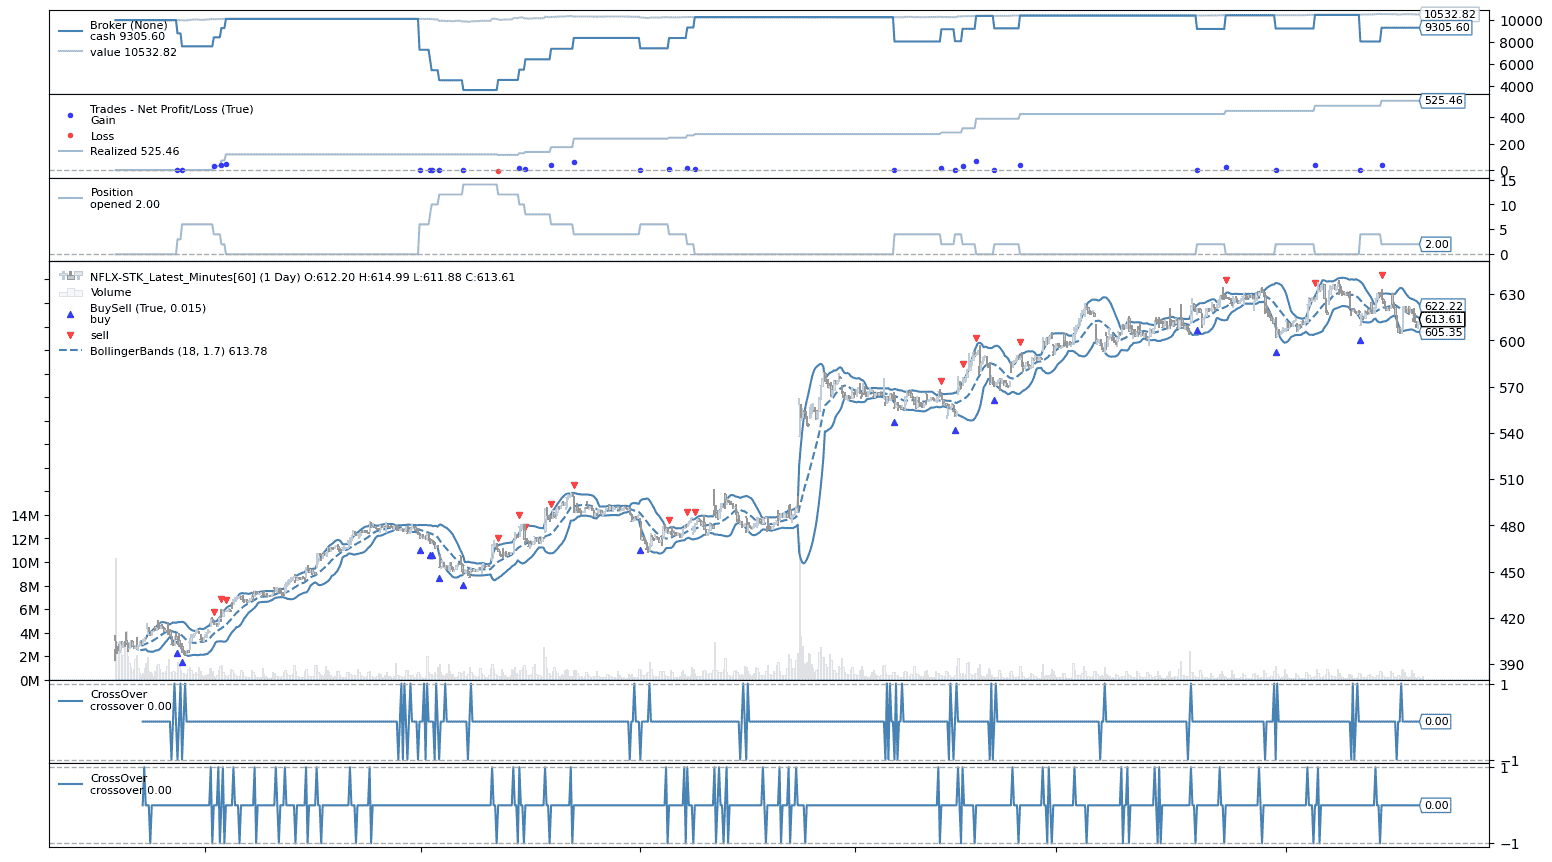 Broker (None)
cash 9305.60
value 10532.82
10532.82
9305.60
10000
8000
6000
4000
Trades - Net Profit/Loss (True)
Gain
Loss
Realized 525.46
525.46
400
200
0
Position
opened 2.00
15
10
5
2.00
0
NFLX-STK_Latest_Minutes[60] (1 Day) O:612.20 H:614.99 L:611.88 C:613.61
Volume
BuySell (True, 0.015)
buy
sell
BollingerBands (18, 1.7) 613.78
630
622.22
613.61
605.35
600
570
540
510
480
450
420
390
14M
12M
10M
8M
6M
4M
2M
0M
CrossOver
crossover 0.00
1
0.00
−1
CrossOver
crossover 0.00
1
0.00
−1